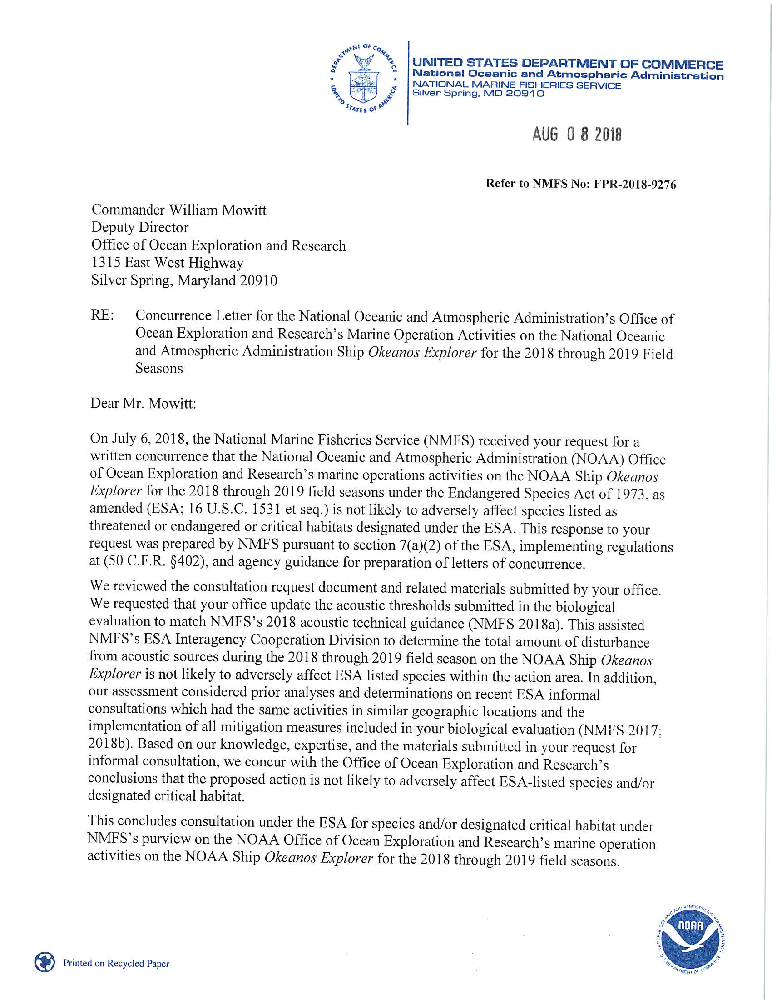 DEPARTMENT OF COMMERCE
* UNITED STATES OF AMERICA *
UNITED STATES DEPARTMENT OF COMMERCE
National Oceanic and Atmospheric Administration
NATIONAL MARINE FISHERIES SERVICE
Silver Spring, MD 20910
AUG 08 2018
Refer to NMFS No: FPR-2018-9276
Commander William Mowitt
Deputy Director
Office of Ocean Exploration and Research
1315 East West Highway
Silver Spring, Maryland 20910
RE: Concurrence Letter for the National Oceanic and Atmospheric Administration's Office of
Ocean Exploration and Research's Marine Operation Activities on the National Oceanic
and Atmospheric Administration Ship Okeanos Explorer for the 2018 through 2019 Field
Seasons
Dear Mr. Mowitt:
On July 6, 2018, the National Marine Fisheries Service (NMFS) received your request for a
written concurrence that the National Oceanic and Atmospheric Administration (NOAA) Office
of Ocean Exploration and Research's marine operations activities on the NOAA Ship Okeanos
Explorer for the 2018 through 2019 field seasons under the Endangered Species Act of 1973, as
amended (ESA; 16 U.S.C. 1531 et seq.) is not likely to adversely affect species listed as
threatened or endangered or critical habitats designated under the ESA. This response to your
request was prepared by NMFS pursuant to section 7(a)(2) of the ESA, implementing regulations
at (50 C.F.R. §402), and agency guidance for preparation of letters of concurrence.
We reviewed the consultation request document and related materials submitted by your office.
We requested that your office update the acoustic thresholds submitted in the biological
evaluation to match NMFS's 2018 acoustic technical guidance (NMFS 2018a). This assisted
NMFS's ESA Interagency Cooperation Division to determine the total amount of disturbance
from acoustic sources during the 2018 through 2019 field season on the NOAA Ship Okeanos
Explorer is not likely to adversely affect ESA listed species within the action area. In addition,
our assessment considered prior analyses and determinations on recent ESA informal
consultations which had the same activities in similar geographic locations and the
implementation of all mitigation measures included in your biological evaluation (NMFS 2017;
2018b). Based on our knowledge, expertise, and the materials submitted in your request for
informal consultation, we concur with the Office of Ocean Exploration and Research's
conclusions that the proposed action is not likely to adversely affect ESA-listed species and/or
designated critical habitat.
This concludes consultation under the ESA for species and/or designated critical habitat under
NMFS's purview on the NOAA Office of Ocean Exploration and Research's marine operation
activities on the NOAA Ship Okeanos Explorer for the 2018 through 2019 field seasons.
Printed on Recycled Paper
NATIONAL OCEANIC AND ATMOSPHERIC ADMINISTRATION
NOAA
U.S. DEPARTMENT OF COMMERCE